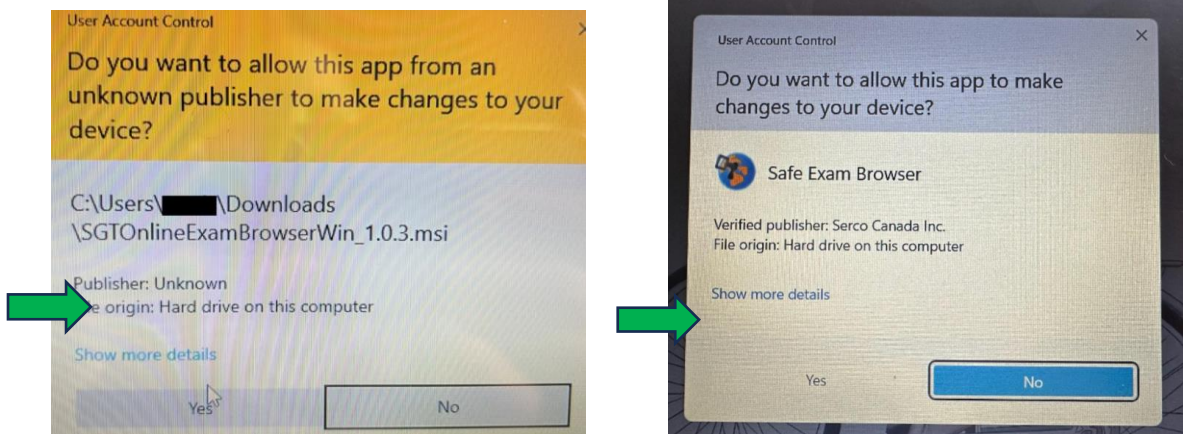 User Account Control
Do you want to allow this app from an
unknown publisher to make changes to your
device?
C:\Users\
\Downloads
\SGTOnlineExamBrowserWin_1.0.3.msi
Publisher: Unknown
origin: Hard drive on this computer
Show more details
Yes
No
User Account Control
Do you want to allow this app to make
changes to your device?
Safe Exam Browser
Verified publisher: Serco Canada Inc.
File origin: Hard drive on this computer
Show more details
Yes
No